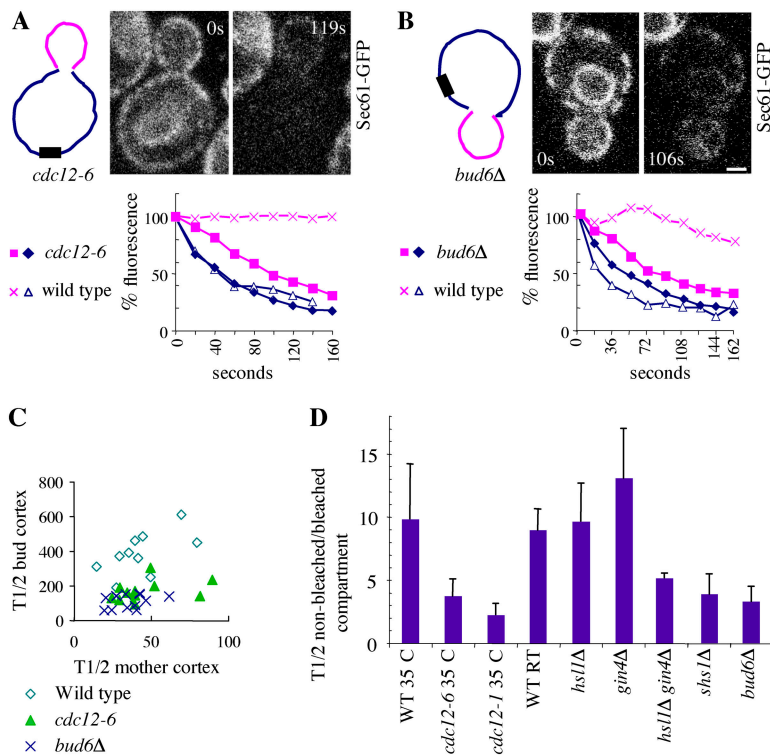 A
0s
119s
Sec61-GFP
cdc12-6
% fluorescence
100
50
0
cdc12-6
wild type
0
40
80
120
160
seconds
B
0s
106s
Sec61-GFP
bud6Δ
% fluorescence
100
50
0
bud6Δ
wild type
0
36
72
108
144
162
seconds
C
T1/2 bud cortex
800
600
400
200
0
0
50
100
T1/2 mother cortex
Wild type
cdc12-6
bud6Δ
D
T1/2 non-bleached/bleached
compartment
15
10
5
0
WT 35 C
cdc12-6 35 C
cdc12-1 35 C
WT RT
hsl1Δ
gin4Δ
hsl1Δ gin4Δ
shs1Δ
bud6Δ